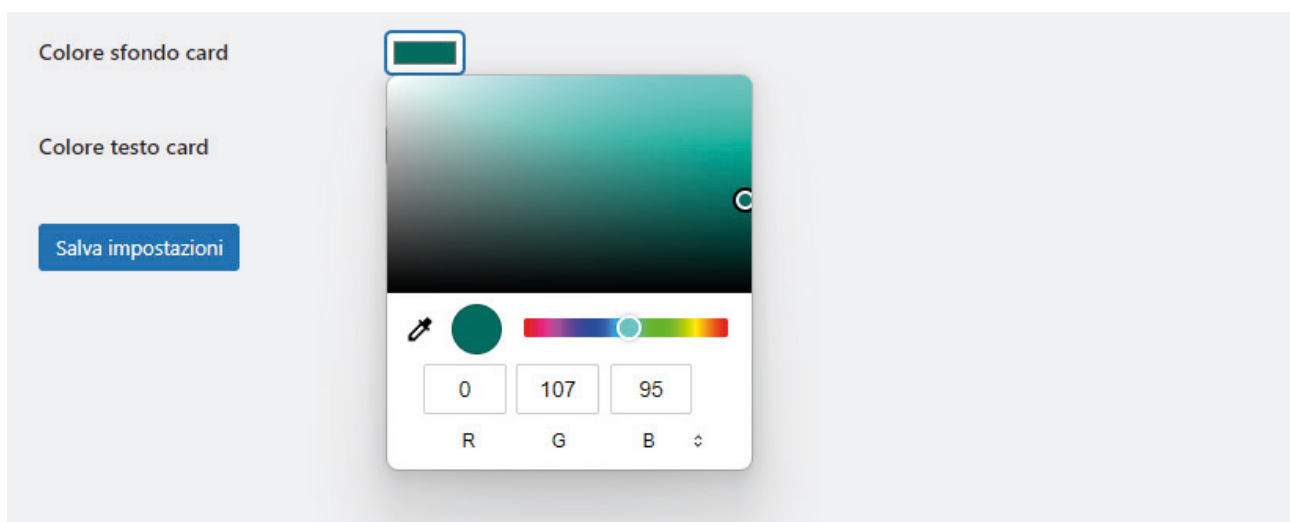 Colore sfondo card
Colore testo card
Salva impostazioni
0 107 95
R G B